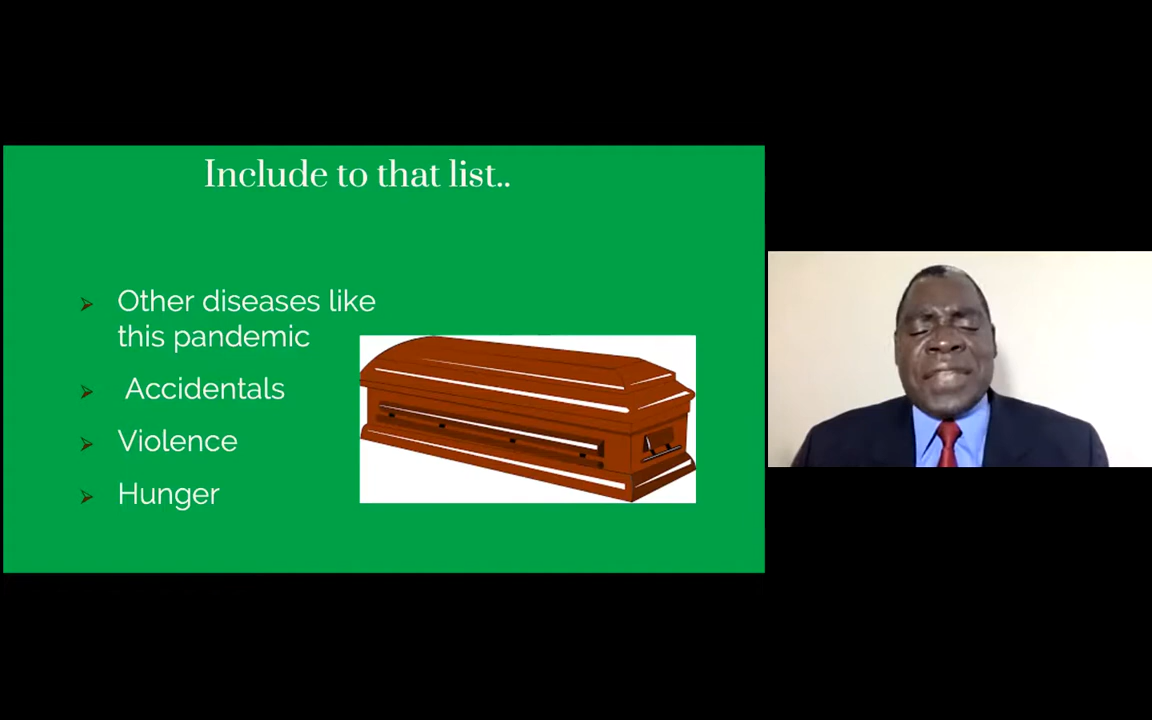 Include to that list..
Other diseases like
this pandemic
Accidentals
Violence
Hunger